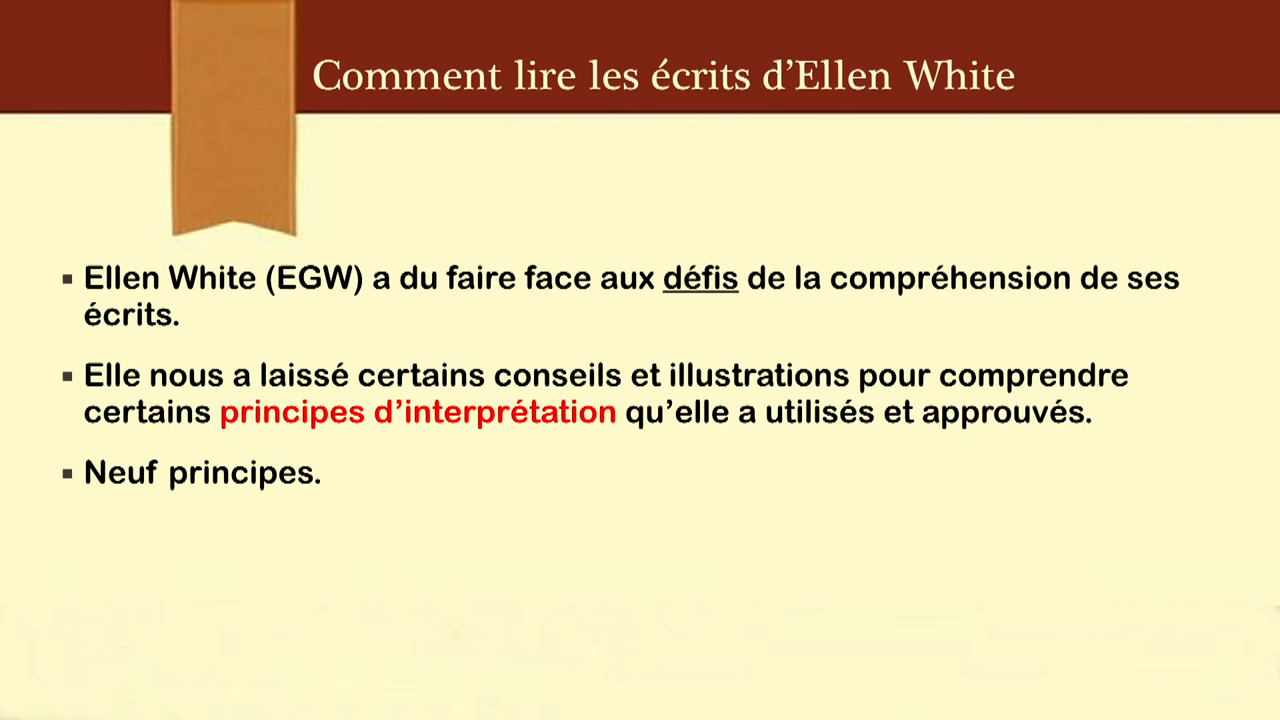 Comment lire les écrits d’Ellen White
▪ Ellen White (EGW) a du faire face aux défis de la compréhension de ses
écrits.
▪ Elle nous a laissé certains conseils et illustrations pour comprendre
certains principes d’interprétation qu’elle a utilisés et approuvés.
▪ Neuf principes.